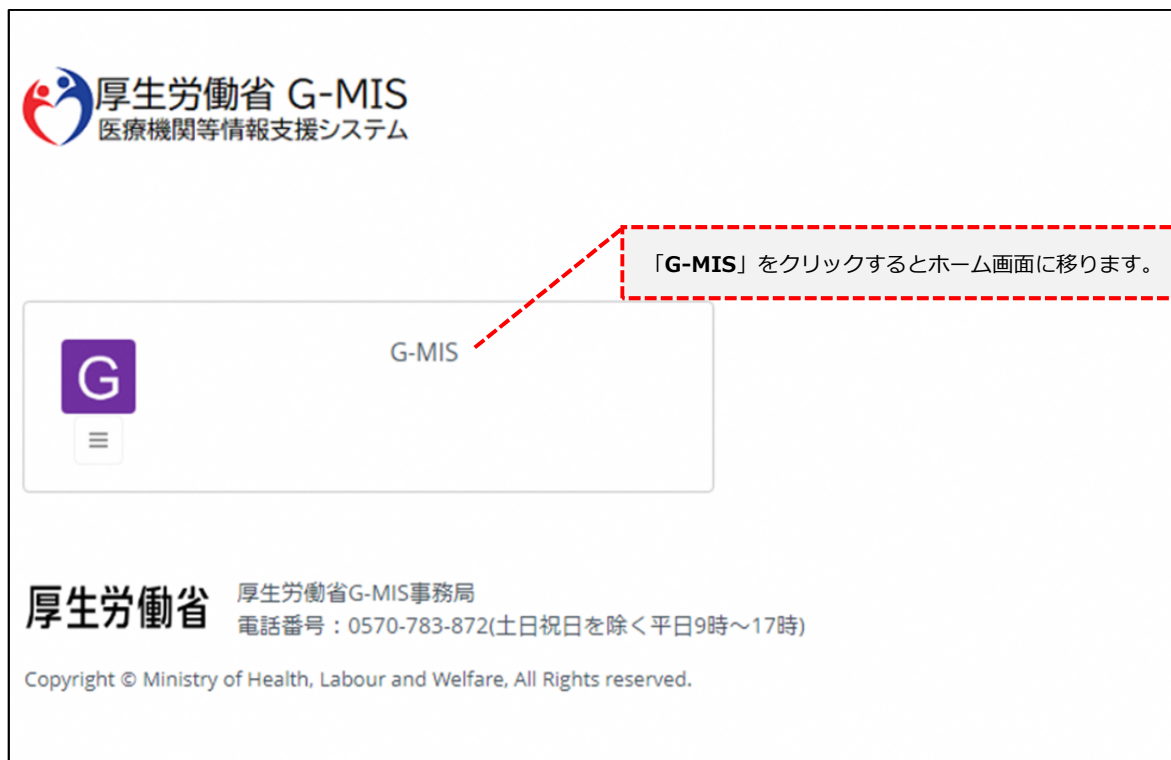 厚生労働省 G-MIS
医療機関等情報支援システム
「G-MIS」をクリックするとホーム画面に移ります。
G-MIS
G
厚生労働省
厚生労働省G-MIS事務局
電話番号：0570-783-872(土日祝日を除く平日9時～17時)
Copyright © Ministry of Health, Labour and Welfare, All Rights reserved.